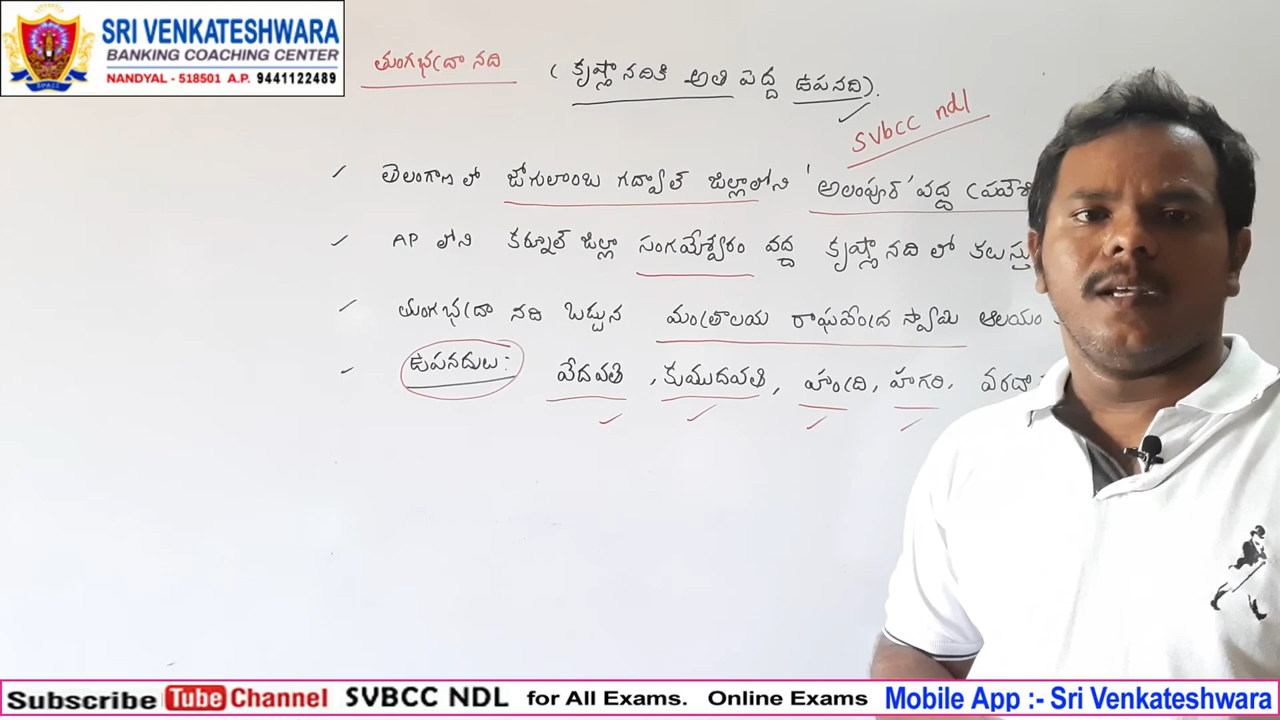 SRI VENKATESHWARA
BANKING COACHING CENTER
NANDYAL - 518501 A.P. 9441122489
తుంగభద్రా నది (కృష్ణా నదికి అతి పెద్ద ఉపనది).
SVBCC ndl
తెలంగాణ లో జోగులాంబ గద్వాల్ జిల్లాలోని 'అలంపూర్' వద్ద
AP లోని కర్నూల్ జిల్లా సంగమేశ్వరం వద్ద కృష్ణా నది లో
తుంగభద్రా నది ఒడ్డున మంత్రాలయ రాఘవేంద్ర స్వామి ఆలయం
ఉపనదులు: వేదవతి, కుముదవతి, హంద్రి, హగరి, వరదా
Subscribe Tube Channel SVBCC NDL for All Exams. Online Exams Mobile App :- Sri Venkateshwara